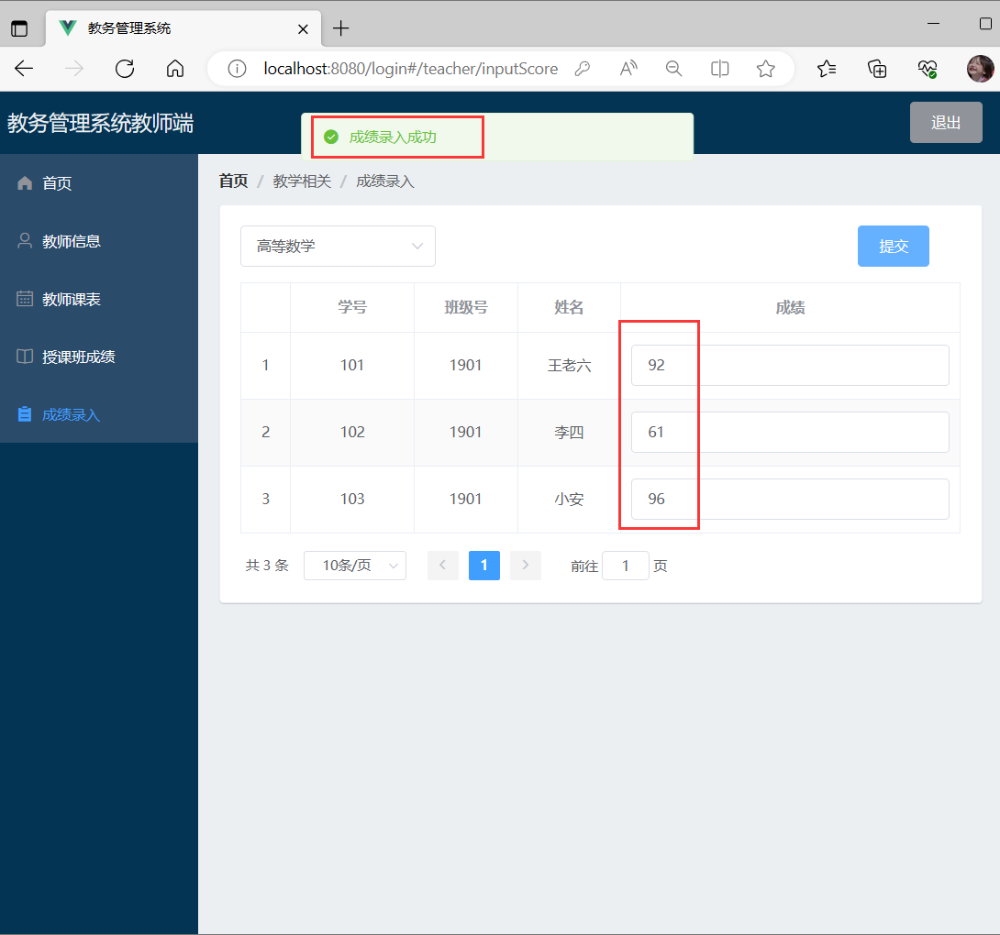 教务管理系统
localhost:8080/login#/teacher/inputScore
教务管理系统教师端
成绩录入成功
退出
首页
教师信息
教师课表
授课班成绩
成绩录入
首页 / 教学相关 / 成绩录入
高等数学
提交
学号 班级号 姓名 成绩
1 101 1901 王老六 92
2 102 1901 李四 61
3 103 1901 小安 96
共 3 条 10条/页 1 前往 1 页